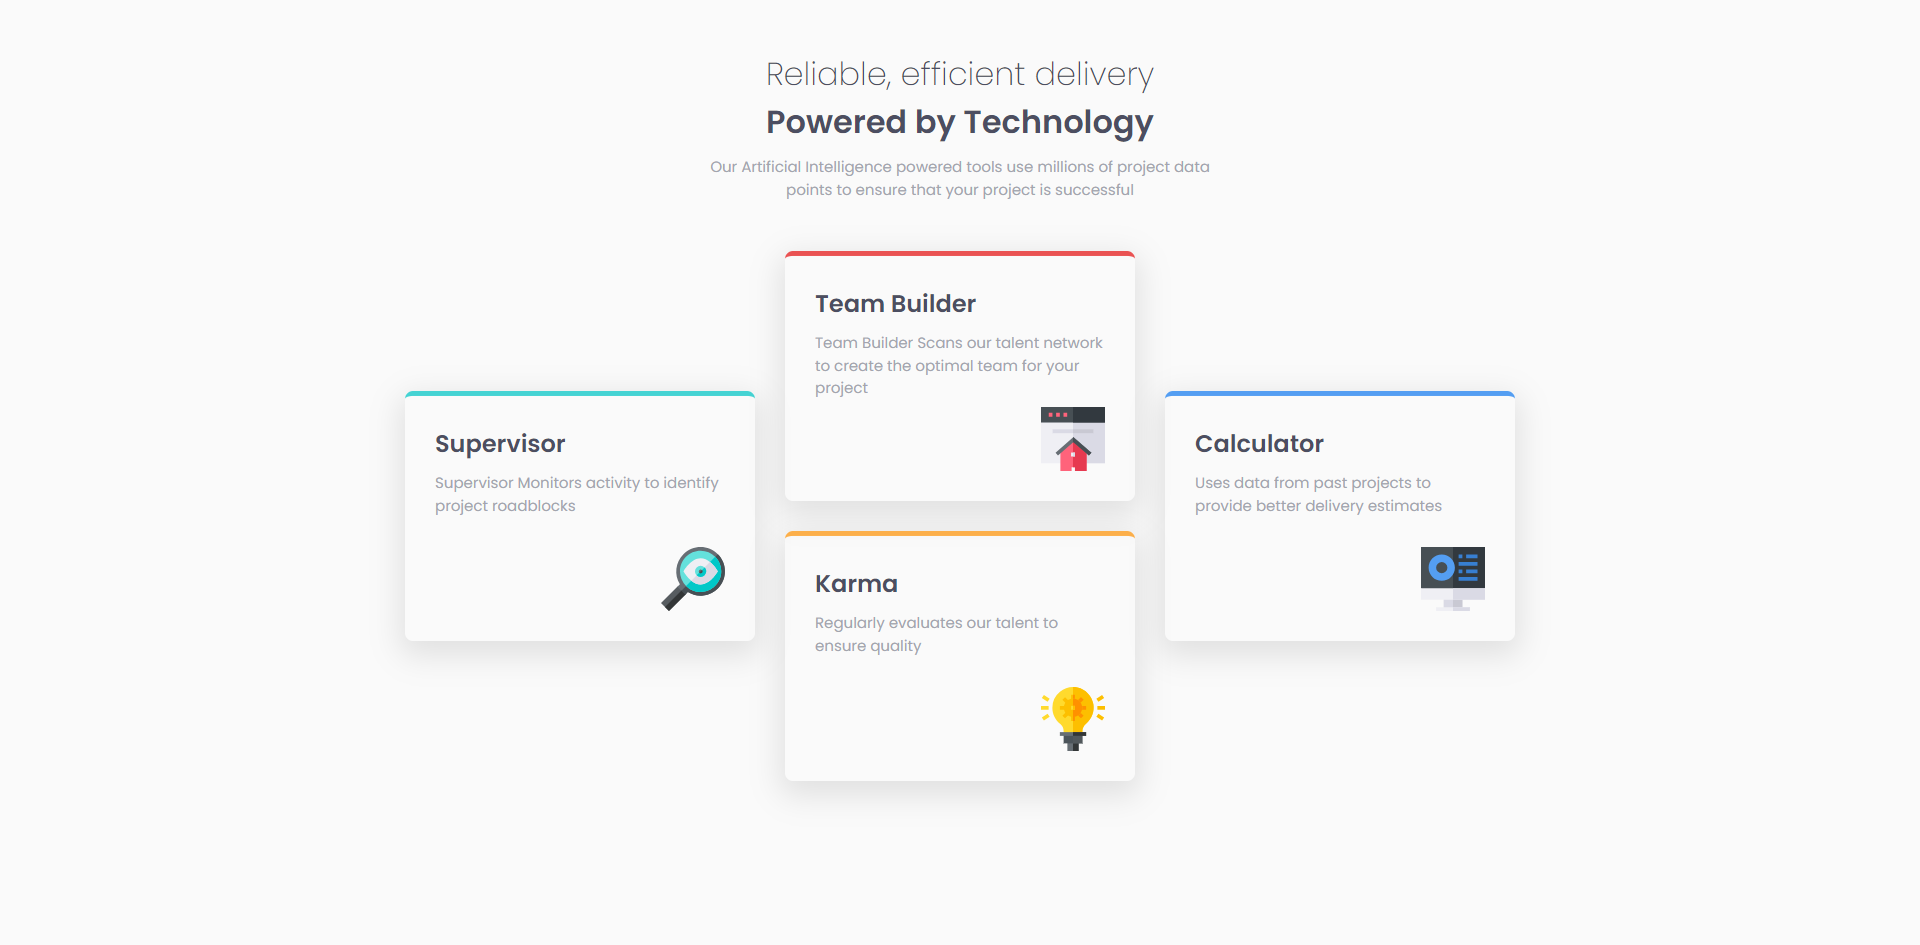 Reliable, efficient delivery
Powered by Technology
Our Artificial Intelligence powered tools use millions of project data
points to ensure that your project is successful
Supervisor
Supervisor Monitors activity to identify
project roadblocks
Team Builder
Team Builder Scans our talent network
to create the optimal team for your
project
Karma
Regularly evaluates our talent to
ensure quality
Calculator
Uses data from past projects to
provide better delivery estimates